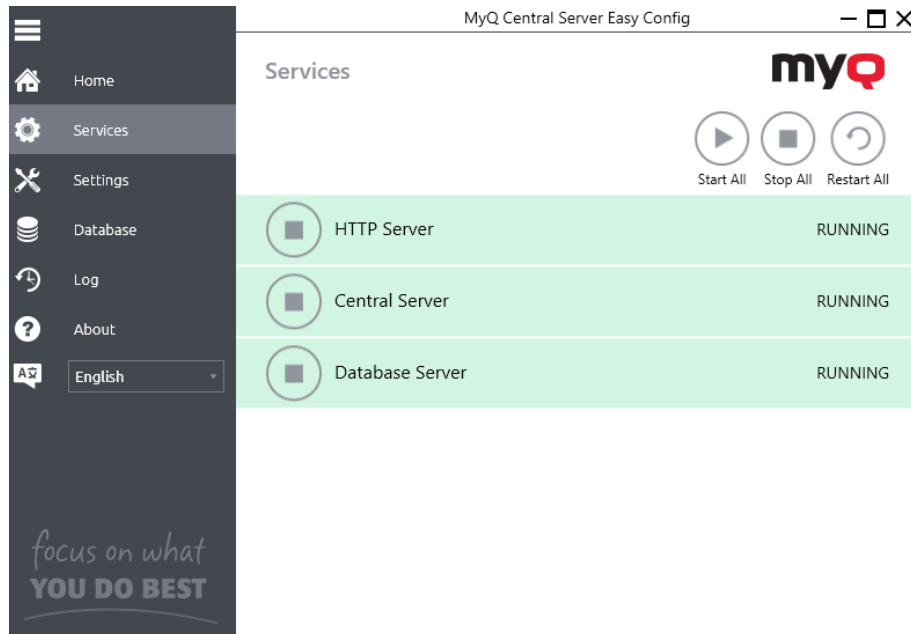 MyQ Central Server Easy Config
Home
Services
Settings
Database
Log
?
About
A
English
focus on what
YOU DO BEST
Services
myQ
Start All Stop All Restart All
HTTP Server RUNNING
Central Server RUNNING
Database Server RUNNING